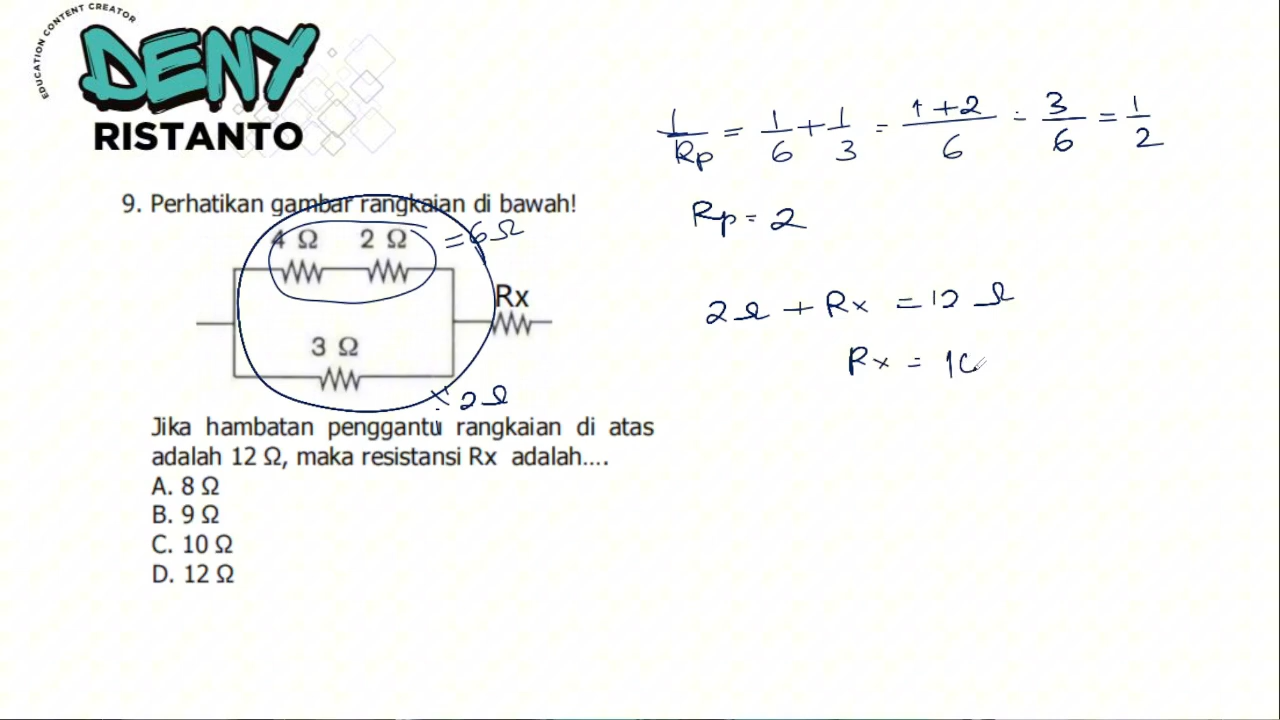 EDUCATION CONTENT CREATOR
DENY
RISTANTO
9. Perhatikan gambar rangkaian di bawah!
4 Ω 2 Ω = 6 Ω
Rx
3 Ω
2 Ω
Jika hambatan penggantu rangkaian di atas
adalah 12 Ω, maka resistansi Rx adalah....
A. 8 Ω
B. 9 Ω
C. 10 Ω
D. 12 Ω
1/Rp = 1/6 + 1/3 = 1+2/6 = 3/6 = 1/2
Rp = 2
2 Ω + Rx = 12 Ω
Rx = 10